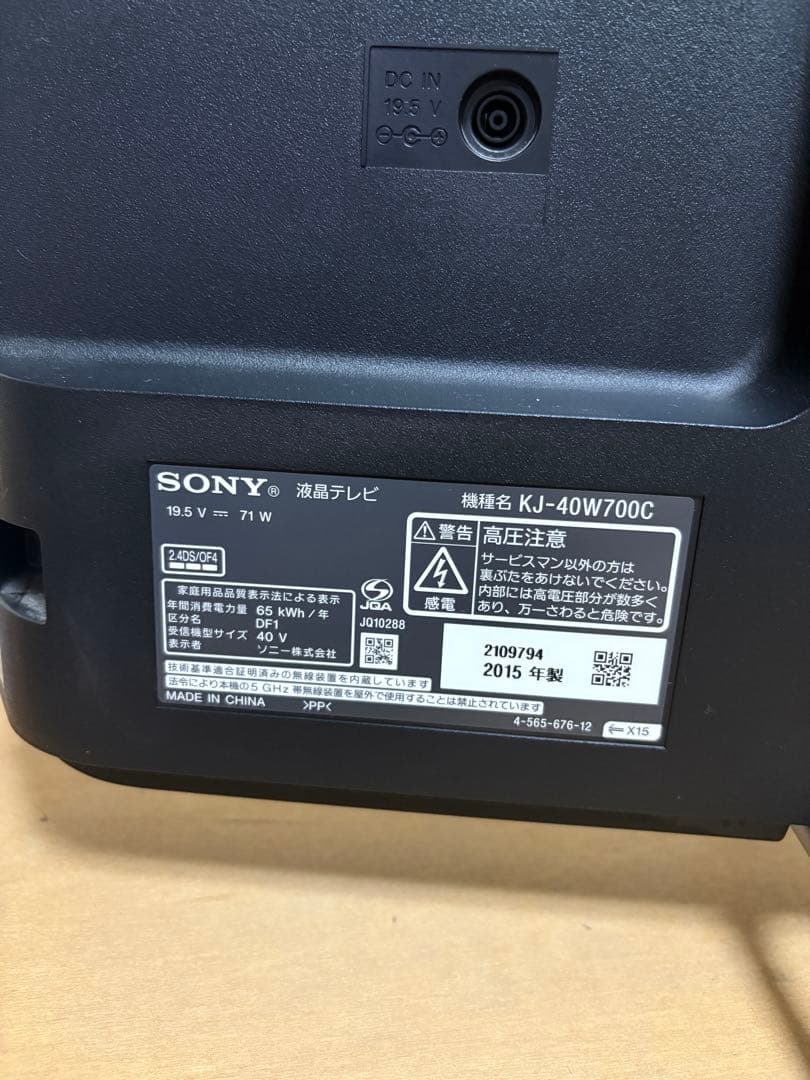 DC IN
19.5 V
SONY® 液晶テレビ
機種名 KJ-40W700C
19.5 V ⎓ 71 W
2.4DS/OF4
警告 高圧注意
感電
サービスマン以外の方は
裏ぶたをあけないでください。
内部には高電圧部分が数多く
あり、万一さわると危険です。
家庭用品品質表示法による表示
年間消費電力量 65 kWh/年
区分名 DF1
受信機型サイズ 40 V
表示者 ソニー株式会社
JQA
JQ10288
2109794
2015 年製
技術基準適合証明済みの無線装置を内蔵しています
法令により本機の5 GHz 帯無線装置を屋外で使用することは禁止されています
MADE IN CHINA >PP<
4-565-676-12
X15